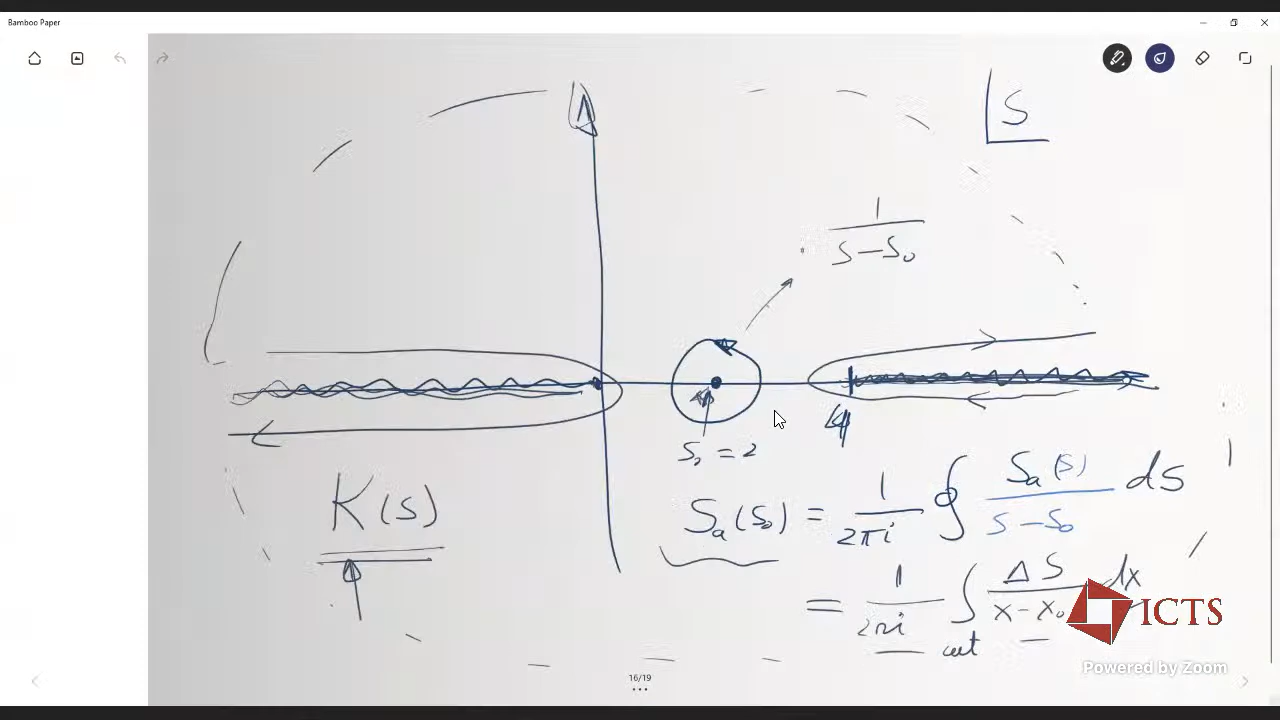 Bamboo Paper
S
1/(S-S₀)
4
S₀ = 2
K(s)
Sₐ(S₀) = 1/(2πi) ∮ Sₐ(s)/(s-S₀) ds
= 1/(2πi) ∫cut ΔS/(x-x₀) dx
ICTS
Powered by Zoom
16/19